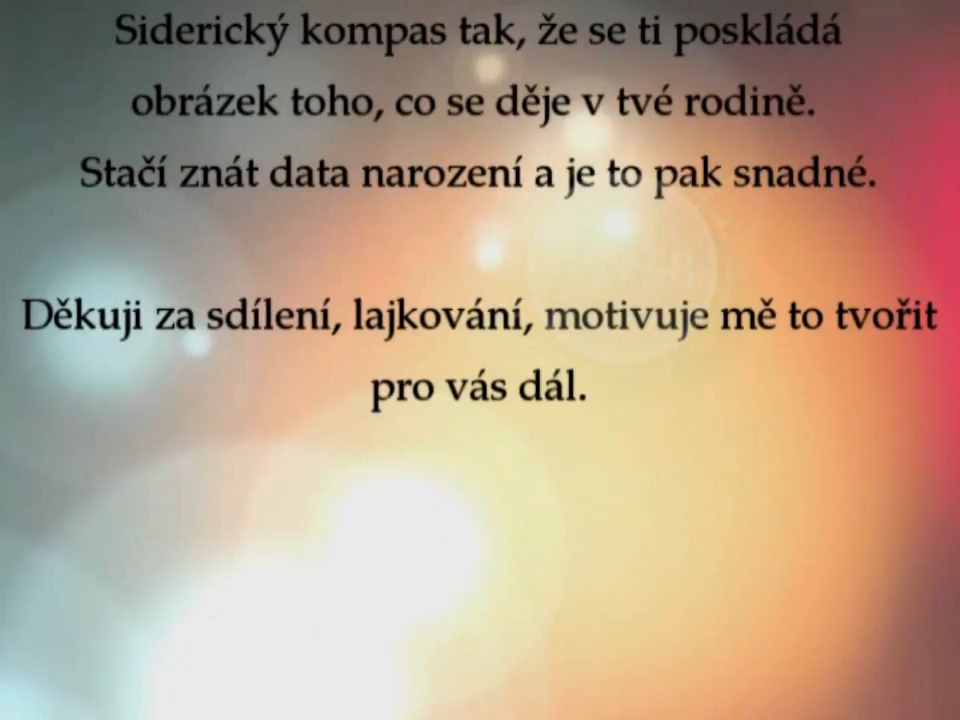 Siderický kompas tak, že se ti poskládá
obrázek toho, co se děje v tvé rodině.
Stačí znát data narození a je to pak snadné.
Děkuji za sdílení, lajkování, motivuje mě to tvořit
pro vás dál.